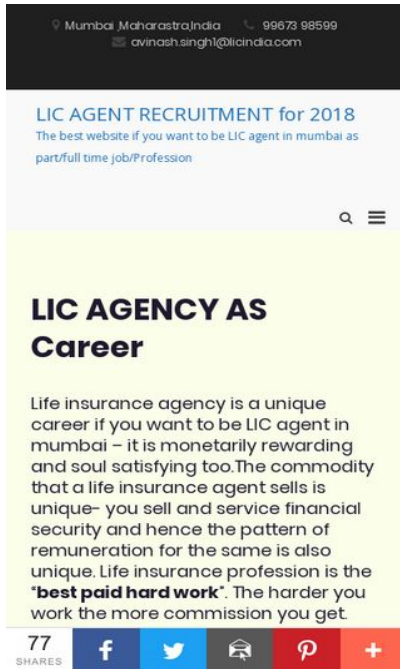 Mumbai ,Maharastra,India 99673 98599
avinash.singh1@licindia.com
LIC AGENT RECRUITMENT for 2018
The best website if you want to be LIC agent in mumbai as
part/full time job/Profession
LIC AGENCY AS
Career
Life insurance agency is a unique
career if you want to be LIC agent in
mumbai – it is monetarily rewarding
and soul satisfying too.The commodity
that a life insurance agent sells is
unique- you sell and service financial
security and hence the pattern of
remuneration for the same is also
unique. Life insurance profession is the
"best paid hard work". The harder you
work the more commission you get.
77
SHARES